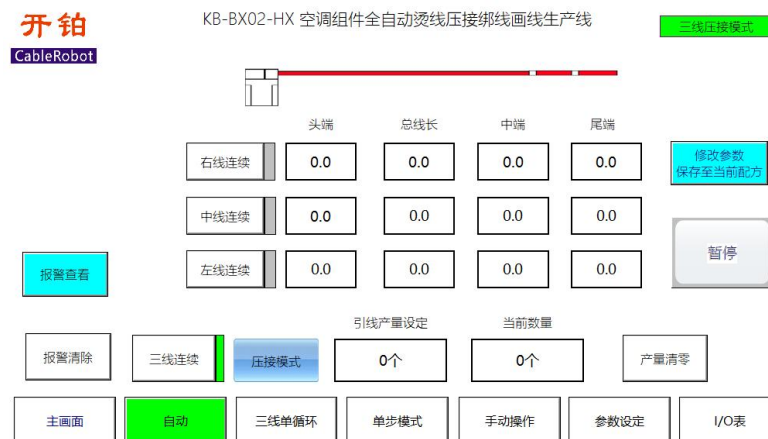 开铂
CableRobot
KB-BX02-HX 空调组件全自动烫线压接绑线画线生产线
三线压接模式
头端 总线长 中端 尾端
右线连续 0.0 0.0 0.0 0.0
修改参数
保存至当前配方
中线连续 0.0 0.0 0.0 0.0
暂停
左线连续 0.0 0.0 0.0 0.0
报警查看
引线产量设定 当前数量
报警清除 三线连续 压接模式 0个 0个 产量清零
主画面 自动 三线单循环 单步模式 手动操作 参数设定 I/O表